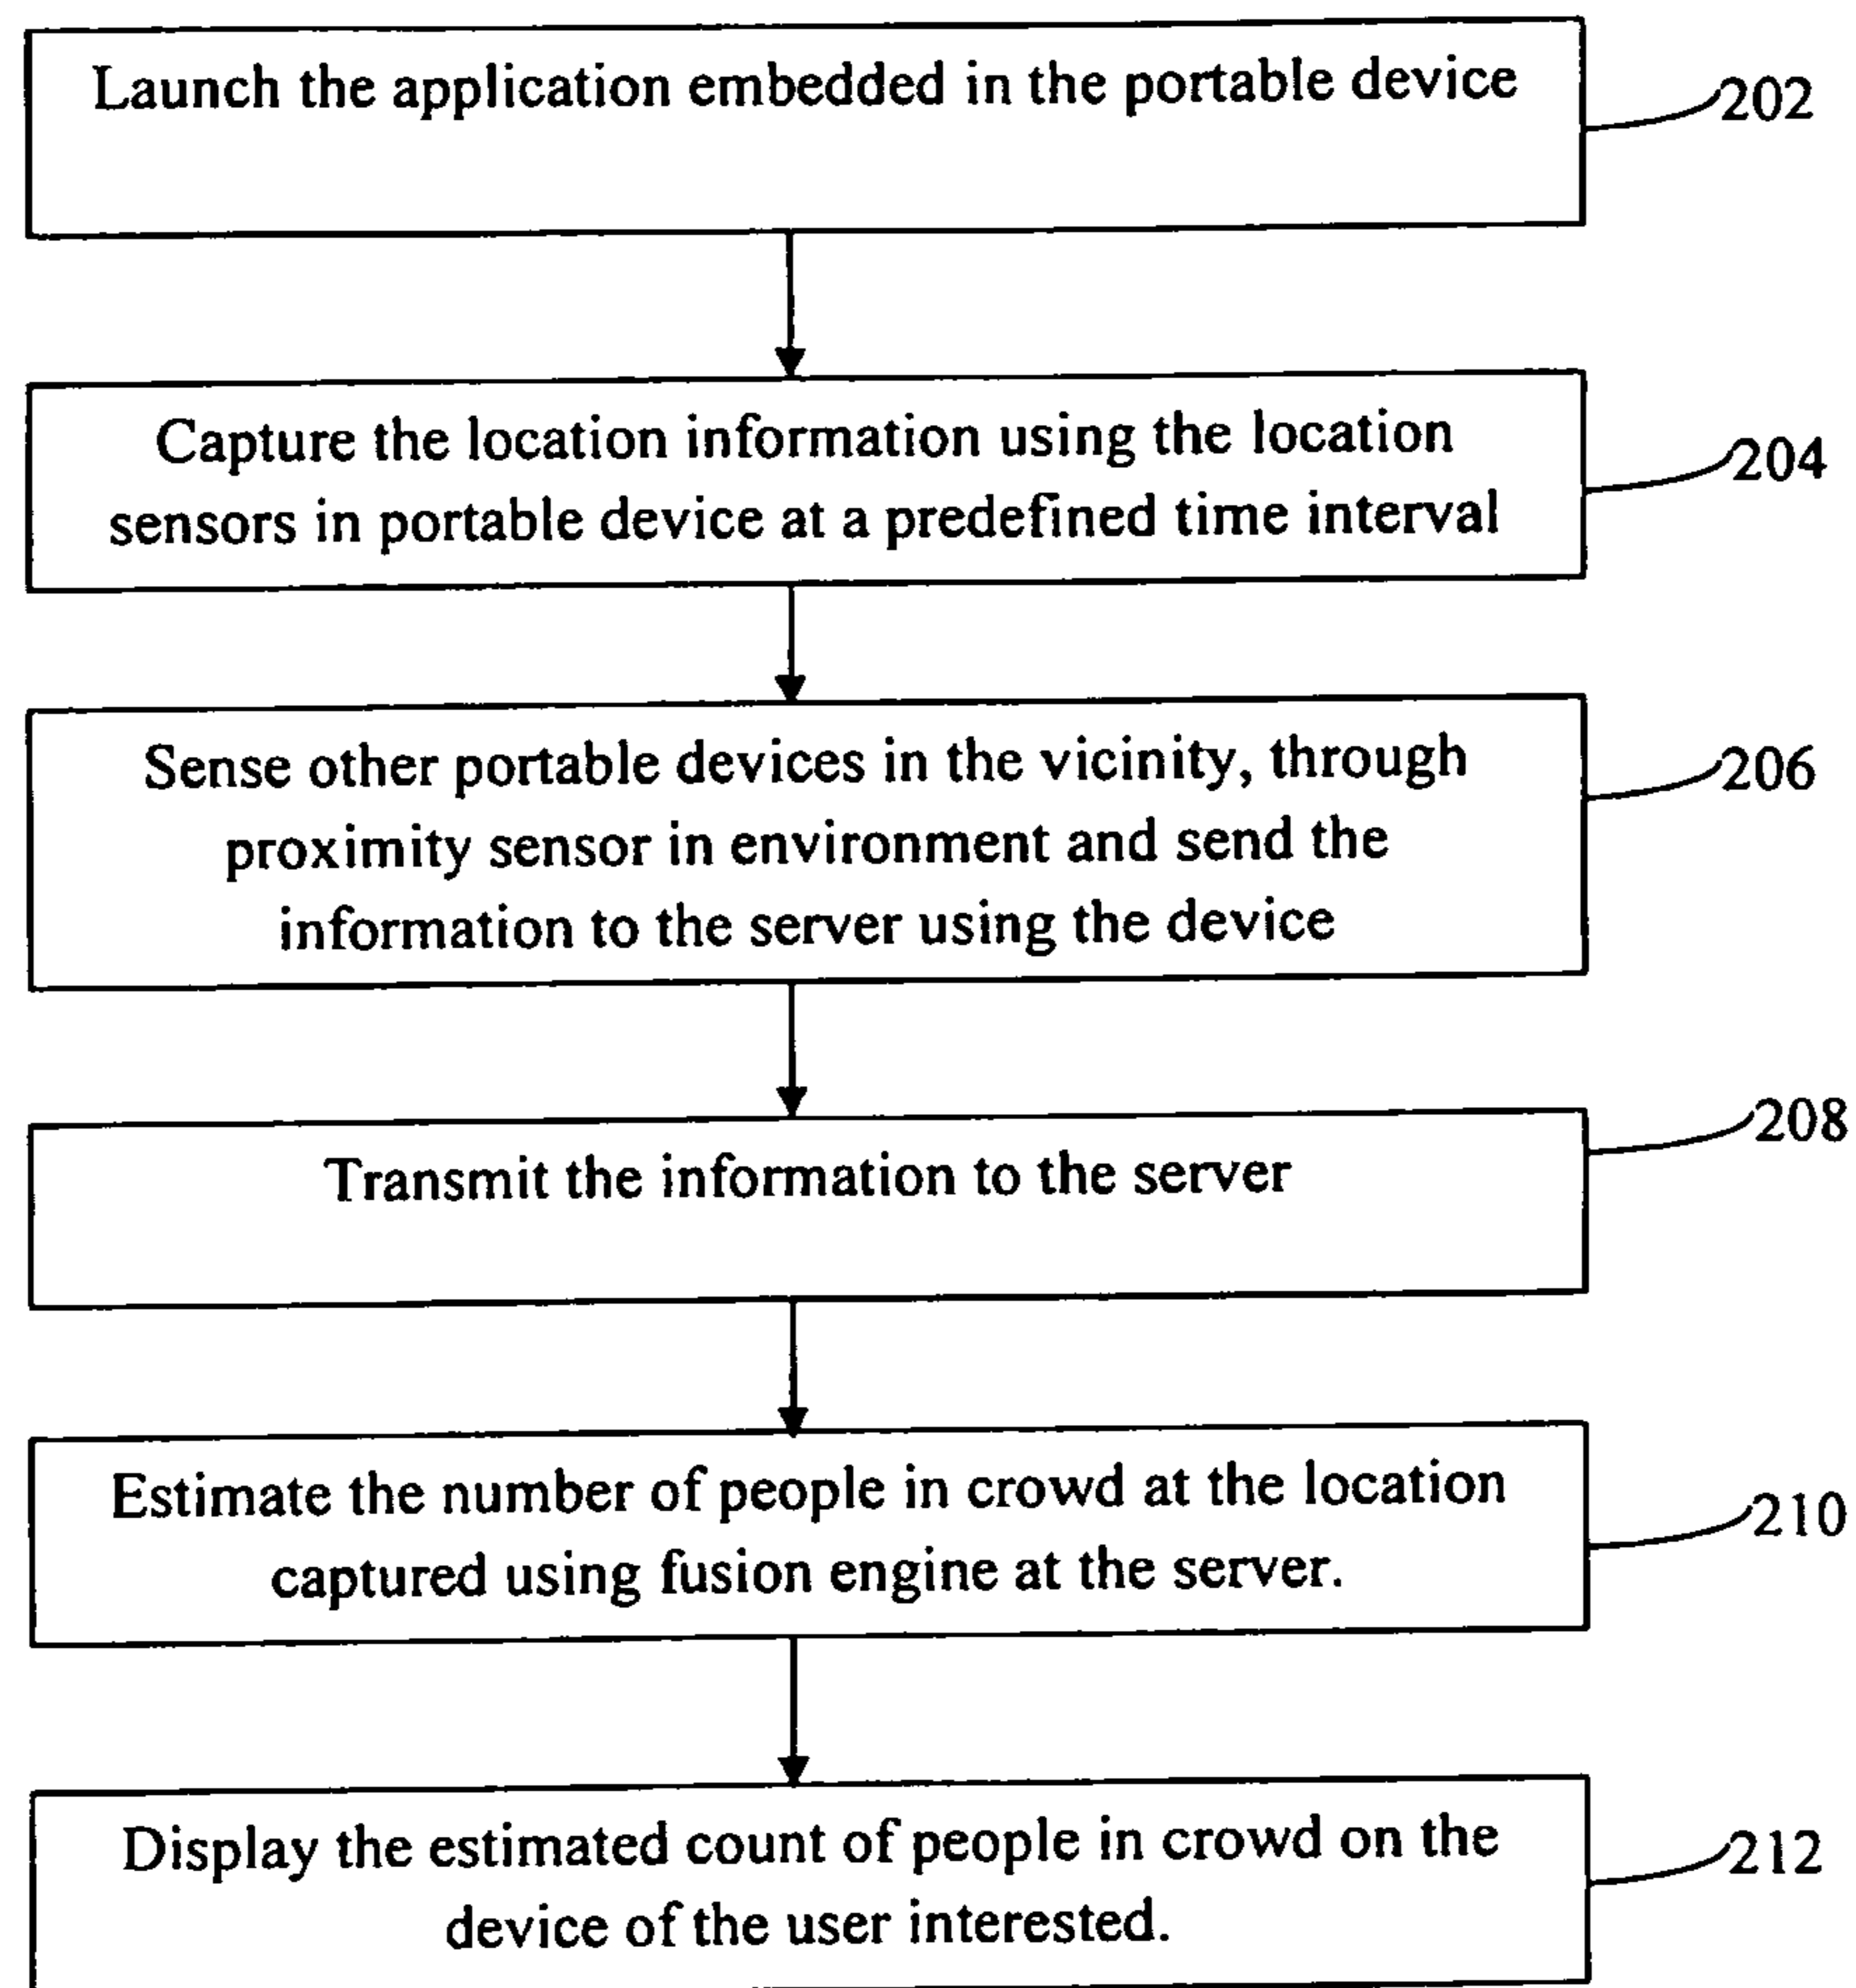 Launch the application embedded in the portable device
202
Capture the location information using the location
sensors in portable device at a predefined time interval
204
Sense other portable devices in the vicinity, through
proximity sensor in environment and send the
information to the server using the device
206
Transmit the information to the server
208
Estimate the number of people in crowd at the location
captured using fusion engine at the server.
210
Display the estimated count of people in crowd on the
device of the user interested.
212